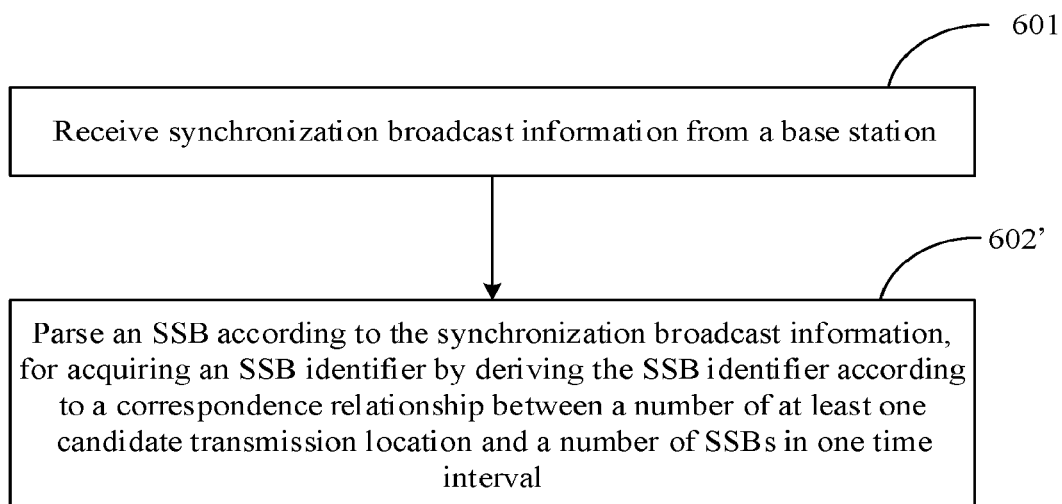 601
Receive synchronization broadcast information from a base station
602’
Parse an SSB according to the synchronization broadcast information,
for acquiring an SSB identifier by deriving the SSB identifier according
to a correspondence relationship between a number of at least one
candidate transmission location and a number of SSBs in one time
interval